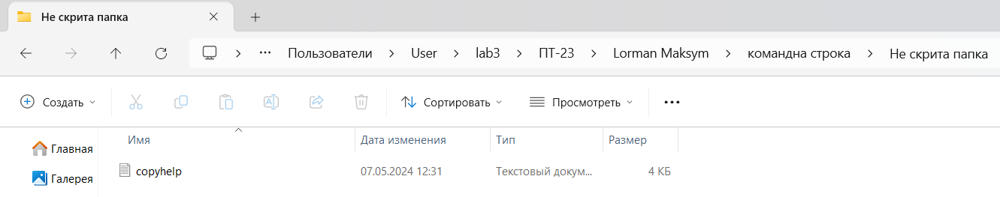 Не скрита папка
Пользователи User lab3 ПТ-23 Lorman Maksym командна строка Не скрита папка
Создать Сортировать Просмотреть
Имя Дата изменения Тип Размер
Главная
copyhelp 07.05.2024 12:31 Текстовый докум... 4 КБ
Галерея